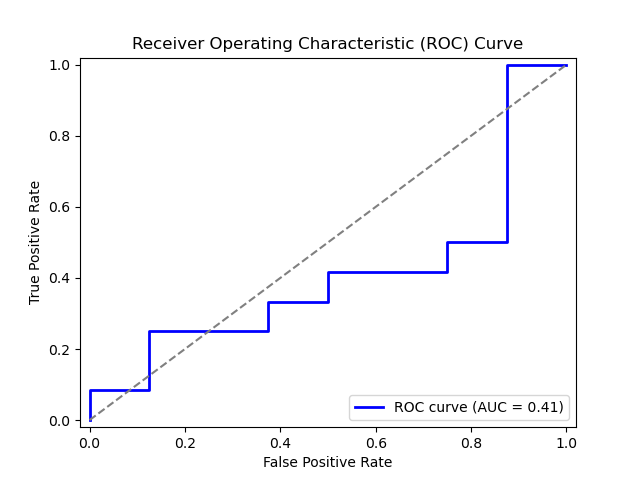 Receiver Operating Characteristic (ROC) Curve
1.0
0.8
0.6
0.4
0.2
0.0
True Positive Rate
ROC curve (AUC = 0.41)
0.0 0.2 0.4 0.6 0.8 1.0
False Positive Rate